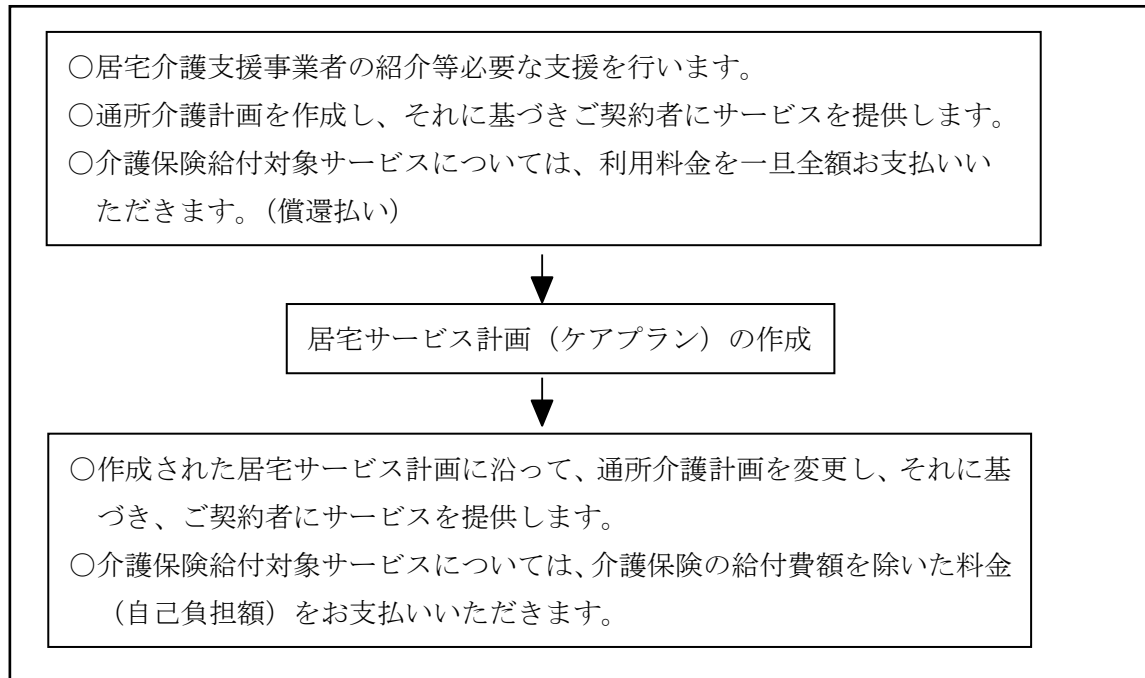 ○居宅介護支援事業者の紹介等必要な支援を行います。
○通所介護計画を作成し、それに基づきご契約者にサービスを提供します。
○介護保険給付対象サービスについては、利用料金を一旦全額お支払いい
ただきます。（償還払い）
居宅サービス計画（ケアプラン）の作成
○作成された居宅サービス計画に沿って、通所介護計画を変更し、それに基
づき、ご契約者にサービスを提供します。
○介護保険給付対象サービスについては、介護保険の給付費額を除いた料金
（自己負担額）をお支払いいただきます。